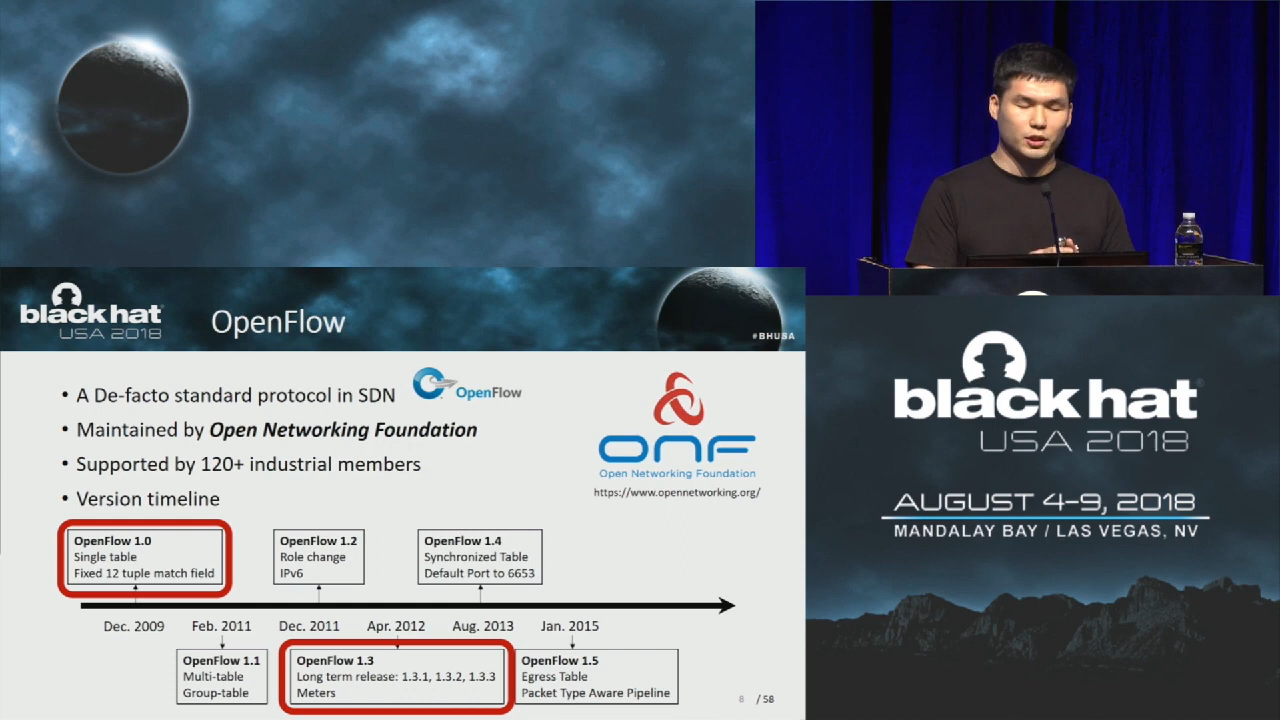 black hat
USA 2018
OpenFlow
#BHUSA
• A De-facto standard protocol in SDN
OpenFlow
• Maintained by Open Networking Foundation
• Supported by 120+ industrial members
• Version timeline
ONF
Open Networking Foundation
https://www.opennetworking.org/
OpenFlow 1.0
Single table
Fixed 12 tuple match field
OpenFlow 1.2
Role change
IPv6
OpenFlow 1.4
Synchronized Table
Default Port to 6653
Dec. 2009
Feb. 2011
Dec. 2011
Apr. 2012
Aug. 2013
Jan. 2015
OpenFlow 1.1
Multi-table
Group-table
OpenFlow 1.3
Long term release: 1.3.1, 1.3.2, 1.3.3
Meters
OpenFlow 1.5
Egress Table
Packet Type Aware Pipeline
8 / 58
black hat
USA 2018
AUGUST 4-9, 2018
MANDALAY BAY / LAS VEGAS, NV